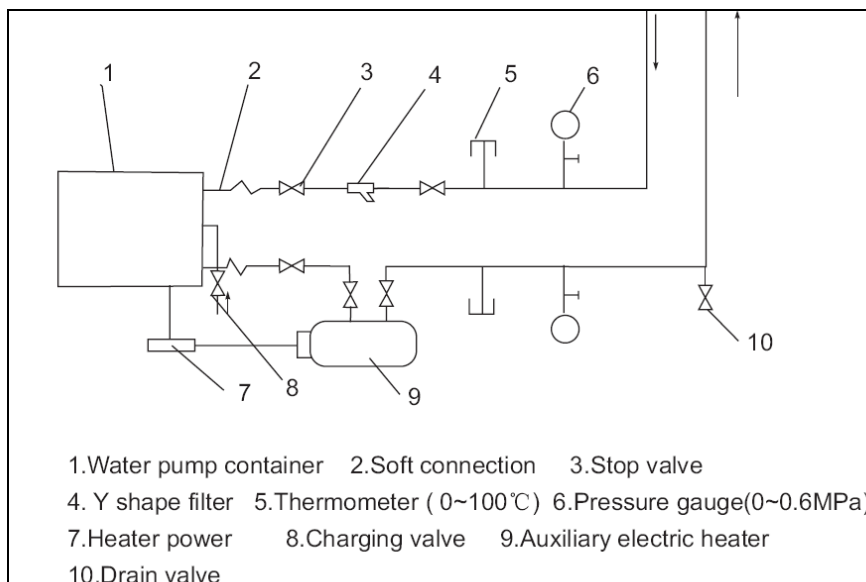 1 2 3 4 5 6
7 8 9 10
1.Water pump container 2.Soft connection 3.Stop valve
4. Y shape filter 5.Thermometer ( 0~100℃) 6.Pressure gauge(0~0.6MPa)
7.Heater power 8.Charging valve 9.Auxiliary electric heater
10.Drain valve